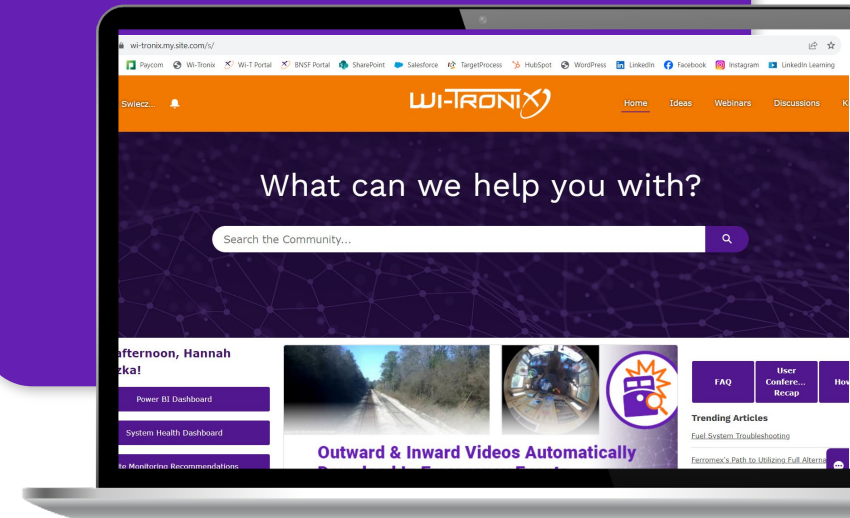 wi-tronix.my.site.com/s/
Paycom Wi-Tronix Wi-T Portal BNSF Portal SharePoint Salesforce TargetProcess HubSpot WordPress LinkedIn Facebook Instagram LinkedIn Learning
Swiecz...
WI-TRONIX
Home Ideas Webinars Discussions K
What can we help you with?
Search the Community...
afternoon, Hannah
zka!
Power BI Dashboard
System Health Dashboard
te Monitoring Recommendations
Outward & Inward Videos Automatically
FAQ
User
Confere...
Recap
How
Trending Articles
Fuel System Troubleshooting
Ferromex's Path to Utilizing Full Alterna